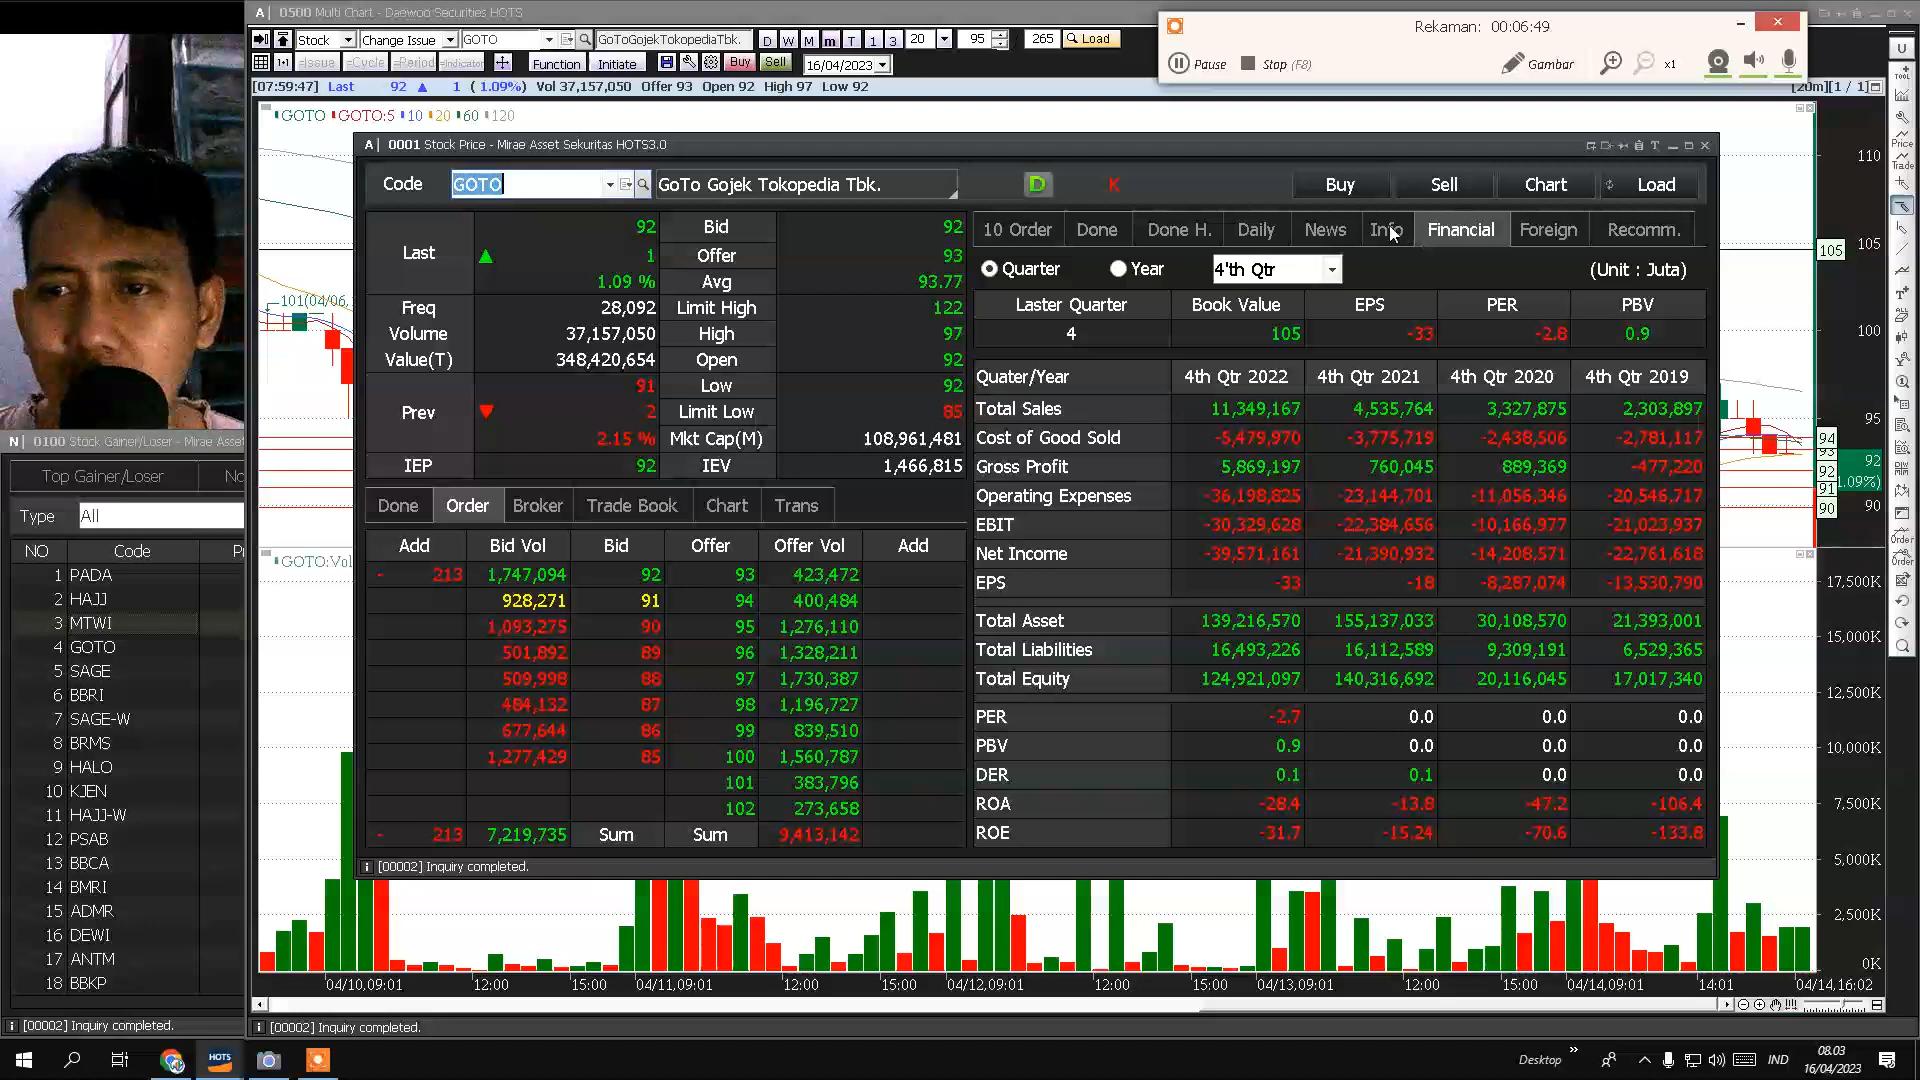 A| 0500 Multi Chart - Daewoo Securities HOTS
Stock Change Issue GOTO GoToGojekTokopediaTbk. D W M m T 1 3 20 95 265 Load
=Issue =Cycle =Period =Indicator Function Initiate Buy Sell 16/04/2023
[07:59:47] Last 92 ▲ 1 ( 1.09%) Vol 37,157,050 Offer 93 Open 92 High 97 Low 92 [20m][1 / 1]
Rekaman: 00:06:49
Pause Stop (F8) Gambar x1
GOTO GOTO:5 10 20 60 120
A| 0001 Stock Price - Mirae Asset Sekuritas HOTS3.0
Code GOTO GoTo Gojek Tokopedia Tbk. D K Buy Sell Chart Load
Last 92 Bid 92
▲ 1 Offer 93
1.09 % Avg 93.77
Freq 28,092 Limit High 122
Volume 37,157,050 High 97
Value(T) 348,420,654 Open 92
Prev 91 Low 92
▼ 2 Limit Low 85
2.15 % Mkt Cap(M) 108,961,481
IEP 92 IEV 1,466,815
Done Order Broker Trade Book Chart Trans
Add Bid Vol Bid Offer Offer Vol Add
- 213 1,747,094 92 93 423,472
928,271 91 94 400,484
1,093,275 90 95 1,276,110
501,892 89 96 1,328,211
509,998 88 97 1,730,387
484,132 87 98 1,196,727
677,644 86 99 839,510
1,277,429 85 100 1,560,787
101 383,796
102 273,658
- 213 7,219,735 Sum Sum 9,413,142
[00002] Inquiry completed.
10 Order Done Done H. Daily News Info Financial Foreign Recomm.
Quarter Year 4'th Qtr (Unit : Juta)
Laster Quarter Book Value EPS PER PBV
4 105 -33 -2.8 0.9
Quater/Year 4th Qtr 2022 4th Qtr 2021 4th Qtr 2020 4th Qtr 2019
Total Sales 11,349,167 4,535,764 3,327,875 2,303,897
Cost of Good Sold -5,479,970 -3,775,719 -2,438,506 -2,781,117
Gross Profit 5,869,197 760,045 889,369 -477,220
Operating Expenses -36,198,825 -23,144,701 -11,056,346 -20,546,717
EBIT -30,329,628 -22,384,656 -10,166,977 -21,023,937
Net Income -39,571,161 -21,390,932 -14,208,571 -22,761,618
EPS -33 -18 -8,287,074 -13,530,790
Total Asset 139,216,570 155,137,033 30,108,570 21,393,001
Total Liabilities 16,493,226 16,112,589 9,309,191 6,529,365
Total Equity 124,921,097 140,316,692 20,116,045 17,017,340
PER -2.7 0.0 0.0 0.0
PBV 0.9 0.0 0.0 0.0
DER 0.1 0.1 0.0 0.0
ROA -28.4 -13.8 -47.2 -106.4
ROE -31.7 -15.24 -70.6 -133.8
101(04/06,
110
105 105
100
95
94
93
92 92
91 1.09%)
90 90
N| 0100 Stock Gainer/Loser - Mirae Asset
Top Gainer/Loser
Type All
NO Code
1 PADA
2 HAJJ
3 MTWI
4 GOTO
5 SAGE
6 BBRI
7 SAGE-W
8 BRMS
9 HALO
10 KJEN
11 HAJJ-W
12 PSAB
13 BBCA
14 BMRI
15 ADMR
16 DEWI
17 ANTM
18 BBKP
[00002] Inquiry completed.
GOTO:Vol
17,500K
15,000K
12,500K
10,000K
7,500K
5,000K
2,500K
0K
04/10,09:01 12:00 15:00 04/11,09:01 12:00 15:00 04/12,09:01 12:00 15:00 04/13,09:01 12:00 15:00 04/14,09:01 14:01 04/14,16:02
[00002] Inquiry completed.
U
TOOL
Price
Trade
Order
Order
HOTS
Desktop IND 08.03
16/04/2023